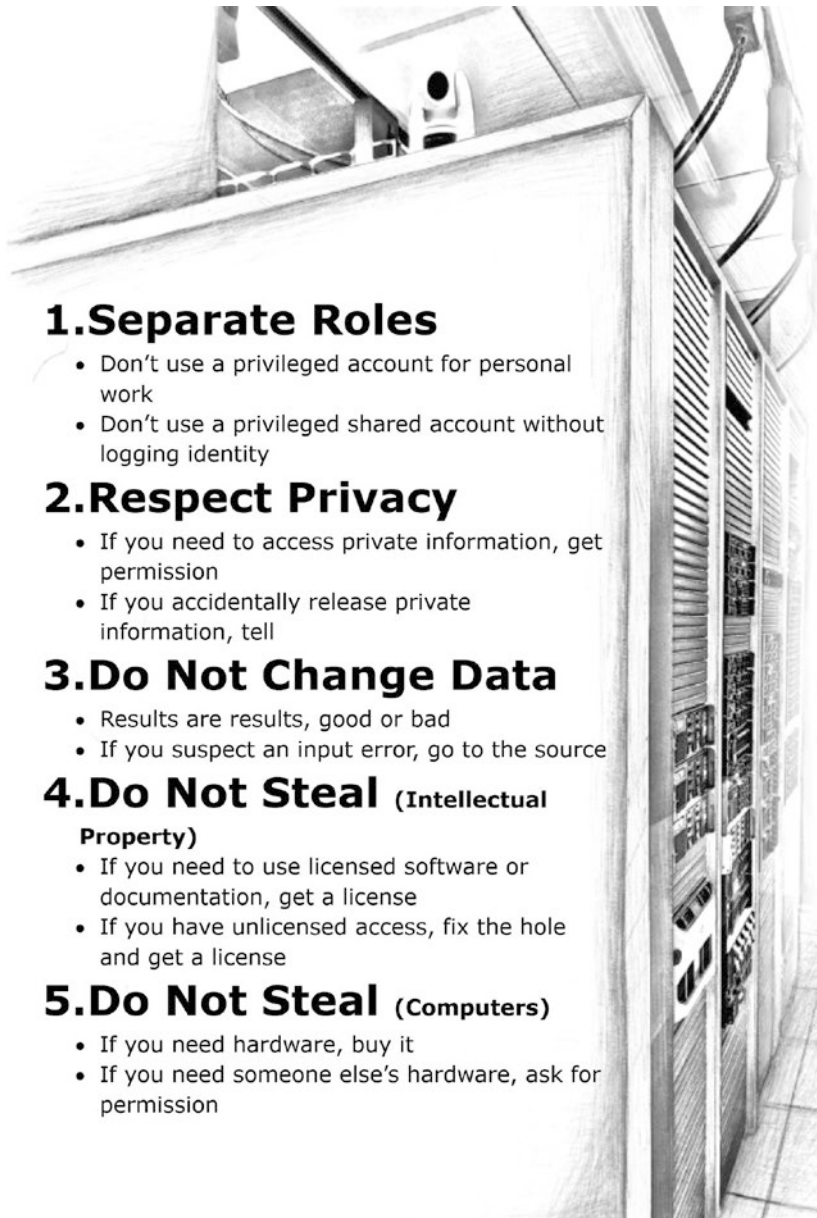 1.Separate Roles
• Don’t use a privileged account for personal
work
• Don’t use a privileged shared account without
logging identity
2.Respect Privacy
• If you need to access private information, get
permission
• If you accidentally release private
information, tell
3.Do Not Change Data
• Results are results, good or bad
• If you suspect an input error, go to the source
4.Do Not Steal (Intellectual
Property)
• If you need to use licensed software or
documentation, get a license
• If you have unlicensed access, fix the hole
and get a license
5.Do Not Steal (Computers)
• If you need hardware, buy it
• If you need someone else’s hardware, ask for
permission